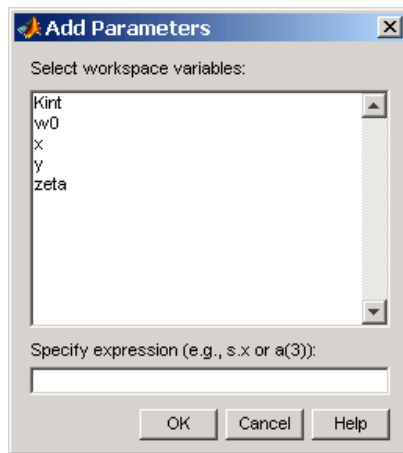 Add Parameters
Select workspace variables:
Kint
w0
x
y
zeta
Specify expression (e.g., s.x or a(3)):
OK Cancel Help